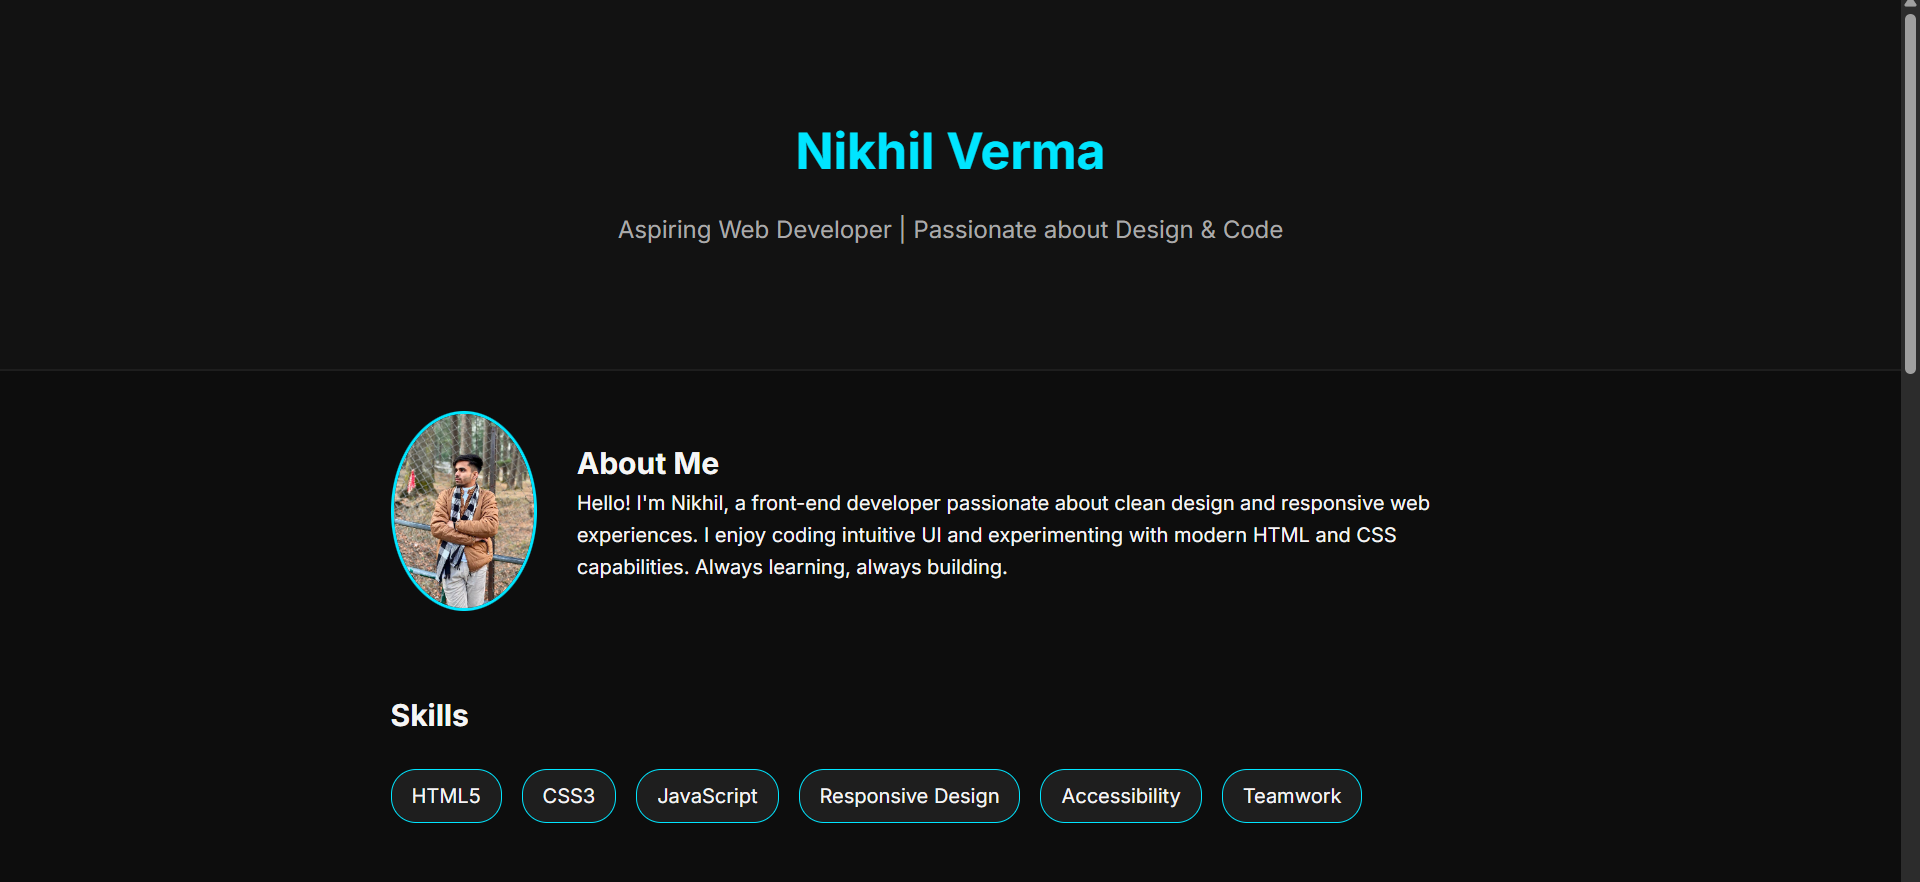 Nikhil Verma
Aspiring Web Developer | Passionate about Design & Code
About Me
Hello! I'm Nikhil, a front-end developer passionate about clean design and responsive web
experiences. I enjoy coding intuitive UI and experimenting with modern HTML and CSS
capabilities. Always learning, always building.
Skills
HTML5 CSS3 JavaScript Responsive Design Accessibility Teamwork